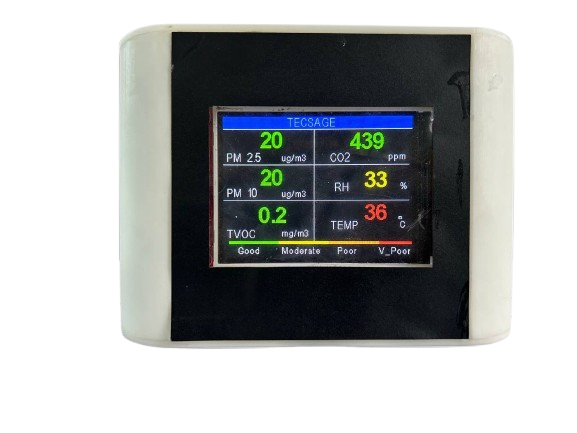 TECSAGE
20
PM 2.5 ug/m3
439
CO2 ppm
20
PM 10 ug/m3
RH 33 %
0.2
TVOC mg/m3
36
TEMP °C
Good Moderate Poor V_Poor